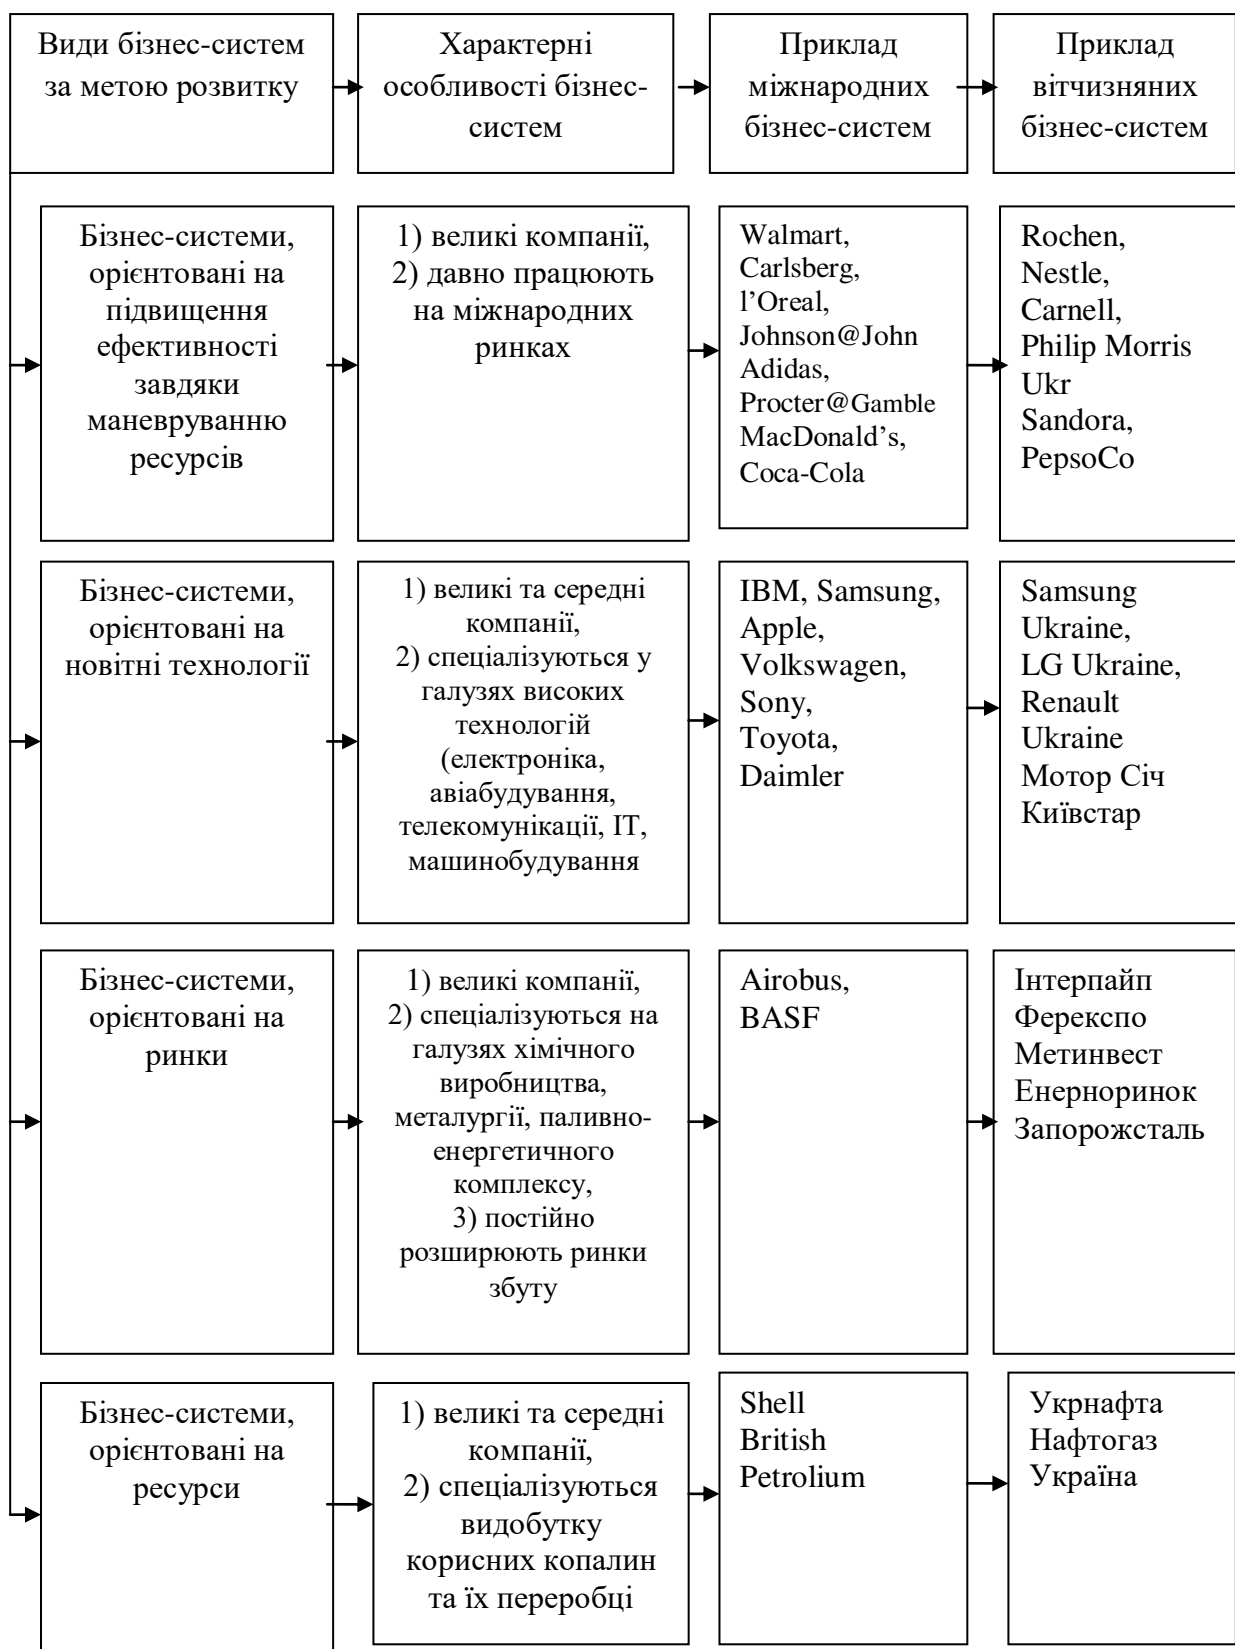 Види бізнес-систем
за метою розвитку
Характерні
особливості бізнес-
систем
Приклад
міжнародних
бізнес-систем
Приклад
вітчизняних
бізнес-систем
Бізнес-системи,
орієнтовані на
підвищення
ефективності
завдяки
маневруванню
ресурсів
1) великі компанії,
2) давно працюють
на міжнародних
ринках
Walmart,
Carlsberg,
l’Oreal,
Johnson@John
Adidas,
Procter@Gamble
MacDonald’s,
Coca-Cola
Rochen,
Nestle,
Carnell,
Philip Morris
Ukr
Sandora,
PepsoCo
Бізнес-системи,
орієнтовані на
новітні технології
1) великі та середні
компанії,
2) спеціалізуються у
галузях високих
технологій
(електроніка,
авіабудування,
телекомунікації, ІТ,
машинобудування
IBM, Samsung,
Apple,
Volkswagen,
Sony,
Toyota,
Daimler
Samsung
Ukraine,
LG Ukraine,
Renault
Ukraine
Мотор Січ
Київстар
Бізнес-системи,
орієнтовані на
ринки
1) великі компанії,
2) спеціалізуються на
галузях хімічного
виробництва,
металургії, паливно-
енергетичного
комплексу,
3) постійно
розширюють ринки
збуту
Airobus,
BASF
Інтерпайп
Ферекспо
Метинвест
Енерноринок
Запорожсталь
Бізнес-системи,
орієнтовані на
ресурси
1) великі та середні
компанії,
2) спеціалізуються
видобутку
корисних копалин
та їх переробці
Shell
British
Petrolium
Укрнафта
Нафтогаз
Україна